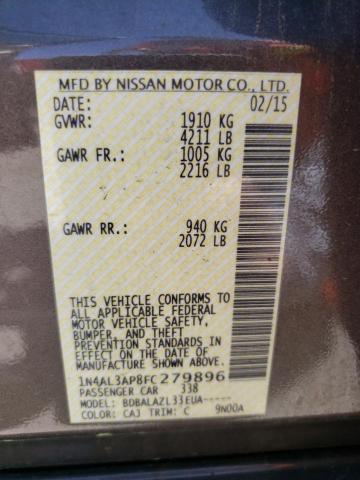 MFD BY NISSAN MOTOR CO., LTD.
DATE: 02/15
GVWR: 1910 KG
4211 LB
GAWR FR.: 1005 KG
2216 LB
GAWR RR.: 940 KG
2072 LB
THIS VEHICLE CONFORMS TO
ALL APPLICABLE FEDERAL
MOTOR VEHICLE SAFETY,
BUMPER, AND THEFT
PREVENTION STANDARDS IN
EFFECT ON THE DATE OF
MANUFACTURE SHOWN ABOVE.
1N4AL3AP8FC279896
PASSENGER CAR 338
MODEL: BDBALAZL33EUA-----
COLOR: CAJ TRIM: C 9N00A